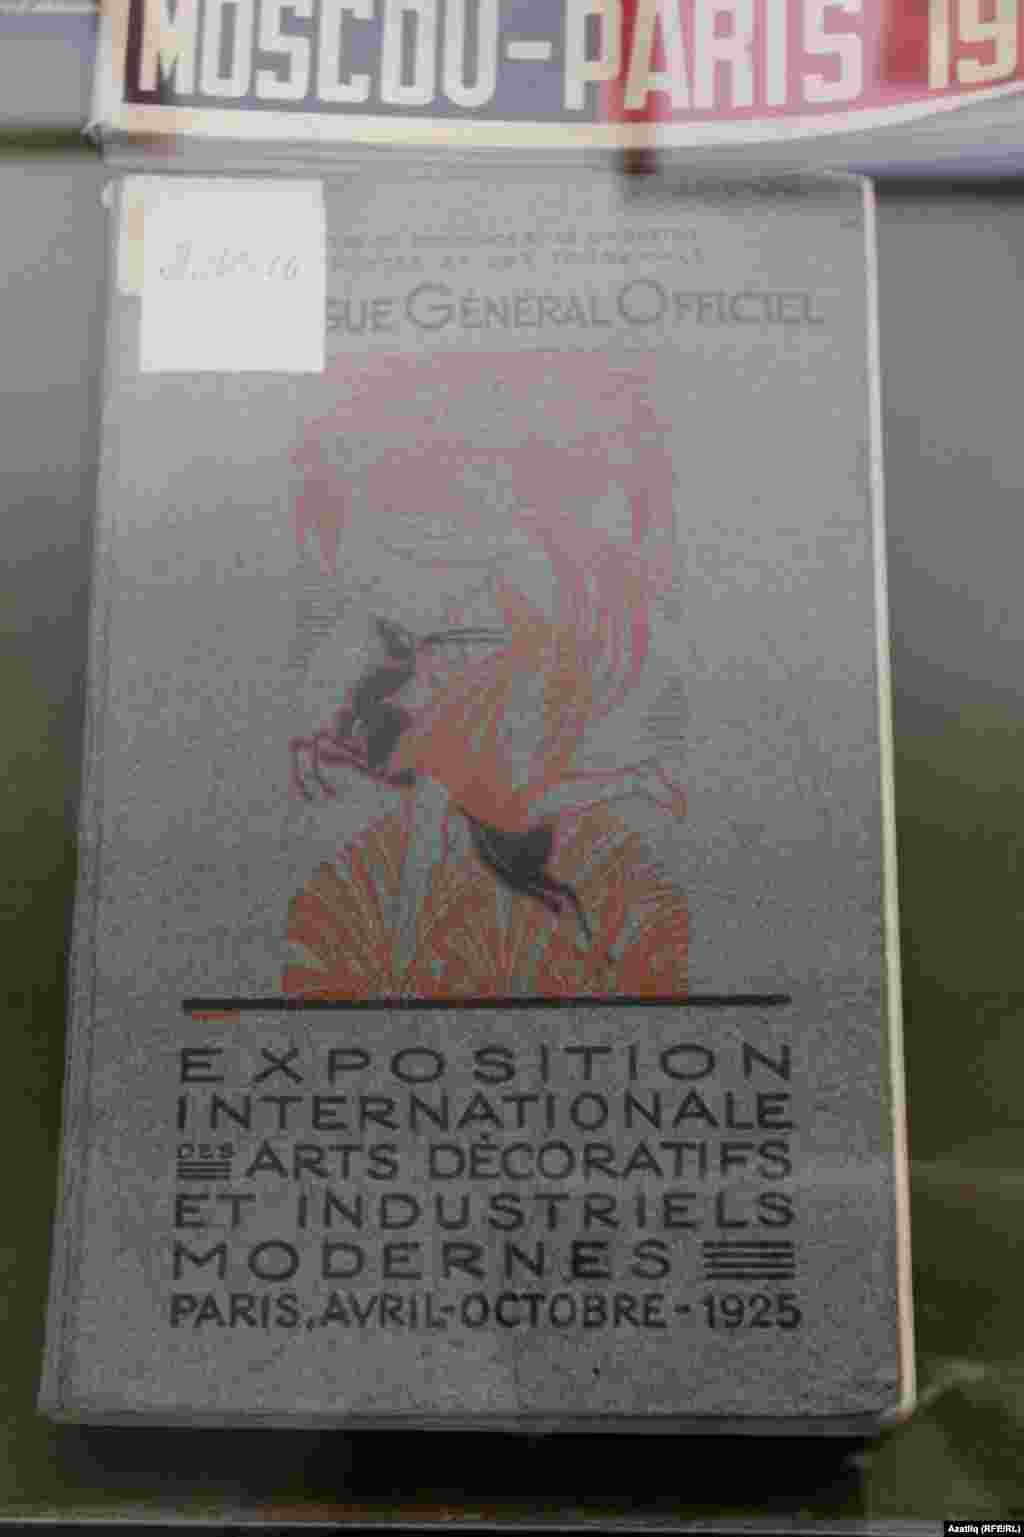 MOSCOU-PARIS 19
GÉNÉRAL OFFICIEL
EXPOSITION
INTERNATIONALE
DES ARTS DÉCORATIFS
ET INDUSTRIELS
MODERNES
PARIS, AVRIL-OCTOBRE - 1925
Azatliq (RFE/RL)